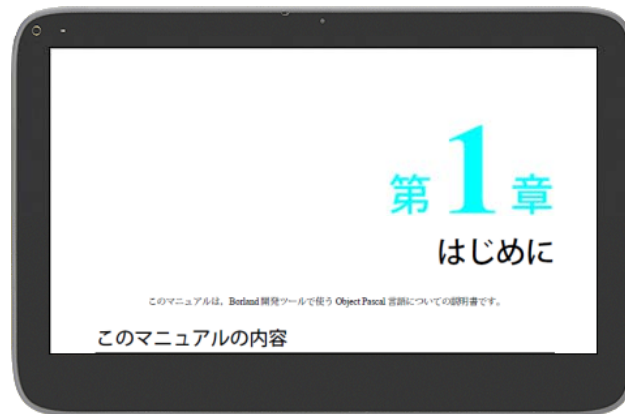 第1章
はじめに
このマニュアルは、Borland 開発ツールで使う Object Pascal 言語についての説明書です。
このマニュアルの内容